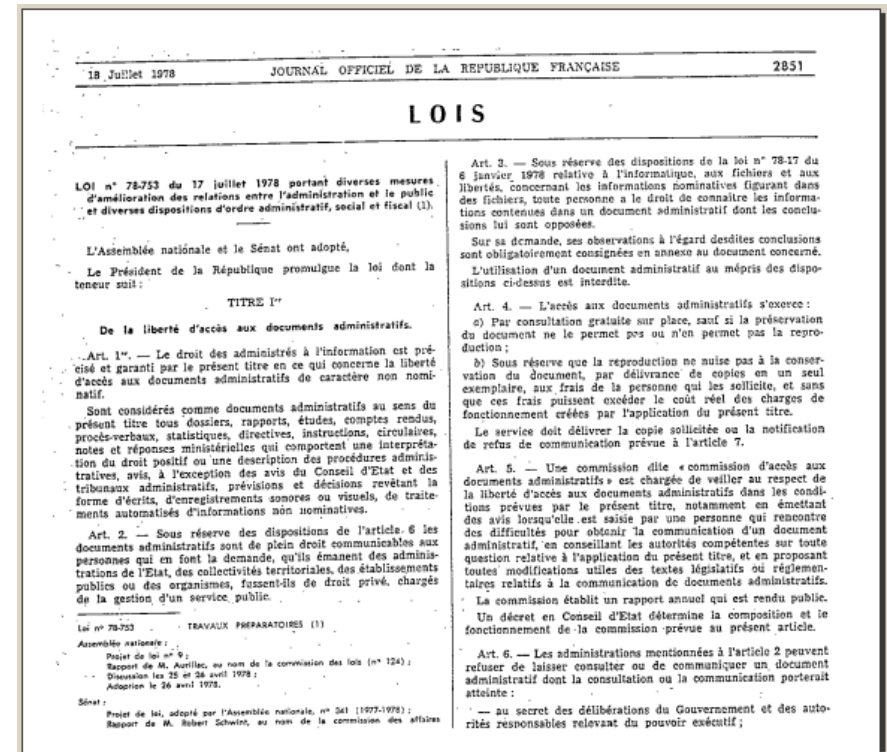 18 Juillet 1978
JOURNAL OFFICIEL DE LA REPUBLIQUE FRANÇAISE
2851
LOIS
LOI n° 78-753 du 17 juillet 1978 portant diverses mesures
d'amélioration des relations entre l'administration et le public
et diverses dispositions d'ordre administratif, social et fiscal (1).
L'Assemblée nationale et le Sénat ont adopté,
Le Président de la République promulgue la loi dont la
teneur suit :
TITRE Ier
De la liberté d'accès aux documents administratifs.
Art. 1er. — Le droit des administrés à l'information est pré-
cisé et garanti par le présent titre en ce qui concerne la liberté
d'accès aux documents administratifs de caractère non nomi-
natif.
Sont considérés comme documents administratifs au sens du
présent titre tous dossiers, rapports, études, comptes rendus,
procès-verbaux, statistiques, directives, instructions, circulaires,
notes et réponses ministérielles qui comportent une interpréta-
tion du droit positif ou une description des procédures adminis-
tratives, avis, à l'exception des avis du Conseil d'Etat et des
tribunaux administratifs, prévisions et décisions revêtant la
forme d'écrits, d'enregistrements sonores ou visuels, de traite-
ments automatisés d'informations non nominatives.
Art. 2. — Sous réserve des dispositions de l'article 6 les
documents administratifs sont de plein droit communicables aux
personnes qui en font la demande, qu'ils émanent des adminis-
trations de l'Etat, des collectivités territoriales, des établissements
publics ou des organismes, fussent-ils de droit privé, chargés
de la gestion d'un service public.
Loi n° 78-753 TRAVAUX PREPARATOIRES (1)
Assemblée nationale :
Projet de loi n° 9 ;
Rapport de M. Aurillac, au nom de la commission des lois (n° 124) ;
Discussion les 25 et 26 avril 1978 ;
Adoption le 26 avril 1978.
Sénat :
Projet de loi, adopté par l'Assemblée nationale, n° 341 (1977-1978) ;
Rapport de M. Robert Schwint, au nom de la commission des affaires
Art. 3. — Sous réserve des dispositions de la loi n° 78-17 du
6 janvier 1978 relative à l'informatique, aux fichiers et aux
libertés, concernant les informations nominatives figurant dans
des fichiers, toute personne a le droit de connaître les informa-
tions contenues dans un document administratif dont les conclu-
sions lui sont opposées.
Sur sa demande, ses observations à l'égard desdites conclusions
sont obligatoirement consignées en annexe au document concerné.
L'utilisation d'un document administratif au mépris des dispo-
sitions ci-dessus est interdite.
Art. 4. — L'accès aux documents administratifs s'exerce :
a) Par consultation gratuite sur place, sauf si la préservation
du document ne le permet pas ou n'en permet pas la repro-
duction ;
b) Sous réserve que la reproduction ne nuise pas à la conser-
vation du document, par délivrance de copies en un seul
exemplaire, aux frais de la personne qui les sollicite, et sans
que ces frais puissent excéder le coût réel des charges de
fonctionnement créées par l'application du présent titre.
Le service doit délivrer la copie sollicitée ou la notification
de refus de communication prévue à l'article 7.
Art. 5. — Une commission dite « commission d'accès aux
documents administratifs » est chargée de veiller au respect de
la liberté d'accès aux documents administratifs dans les condi-
tions prévues par le présent titre, notamment en émettant
des avis lorsqu'elle est saisie par une personne qui rencontre
des difficultés pour obtenir la communication d'un document
administratif, en conseillant les autorités compétentes sur toute
question relative à l'application du présent titre, et en proposant
toutes modifications utiles des textes législatifs ou réglemen-
taires relatifs à la communication de documents administratifs.
La commission établit un rapport annuel qui est rendu public.
Un décret en Conseil d'Etat détermine la composition et le
fonctionnement de la commission prévue au présent article.
Art. 6. — Les administrations mentionnées à l'article 2 peuvent
refuser de laisser consulter ou de communiquer un document
administratif dont la consultation ou la communication porterait
atteinte :
— au secret des délibérations du Gouvernement et des auto-
rités responsables relevant du pouvoir exécutif ;